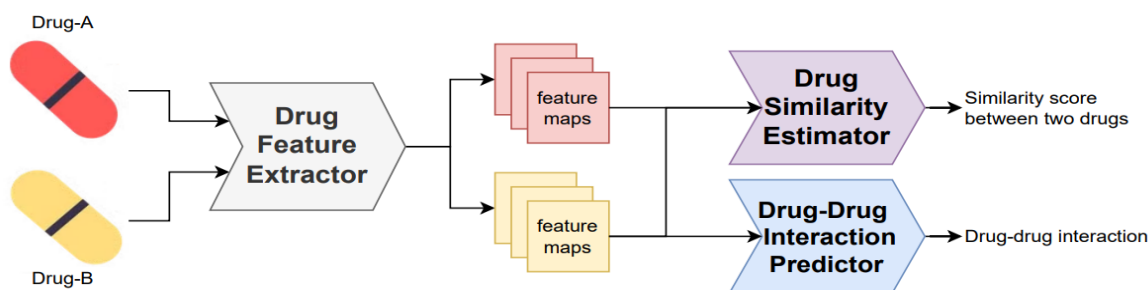 Drug-A
Drug
Feature
Extractor
Drug-B
feature
maps
feature
maps
Drug
Similarity
Estimator
Similarity score
between two drugs
Drug-Drug
Interaction
Predictor
Drug-drug interaction